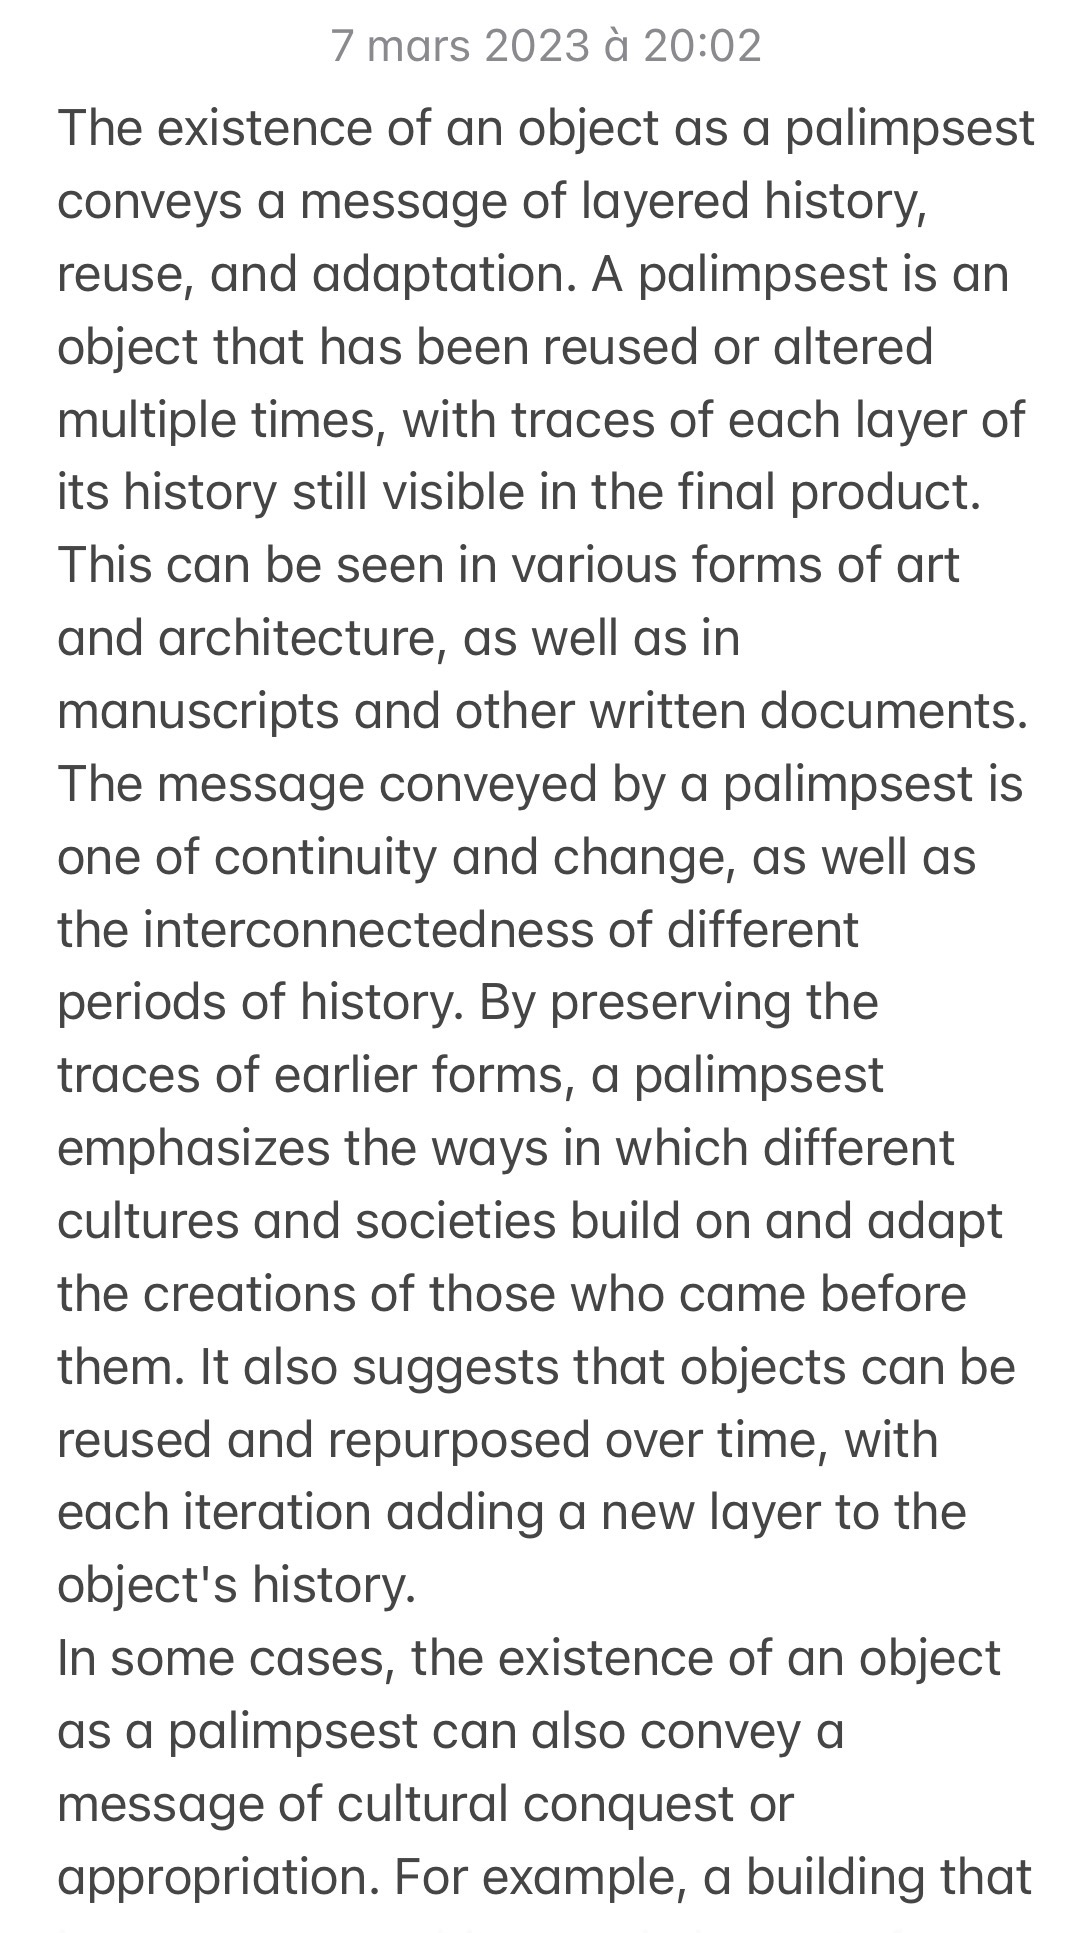 7 mars 2023 à 20:02
The existence of an object as a palimpsest
conveys a message of layered history,
reuse, and adaptation. A palimpsest is an
object that has been reused or altered
multiple times, with traces of each layer of
its history still visible in the final product.
This can be seen in various forms of art
and architecture, as well as in
manuscripts and other written documents.
The message conveyed by a palimpsest is
one of continuity and change, as well as
the interconnectedness of different
periods of history. By preserving the
traces of earlier forms, a palimpsest
emphasizes the ways in which different
cultures and societies build on and adapt
the creations of those who came before
them. It also suggests that objects can be
reused and repurposed over time, with
each iteration adding a new layer to the
object's history.
In some cases, the existence of an object
as a palimpsest can also convey a
message of cultural conquest or
appropriation. For example, a building that